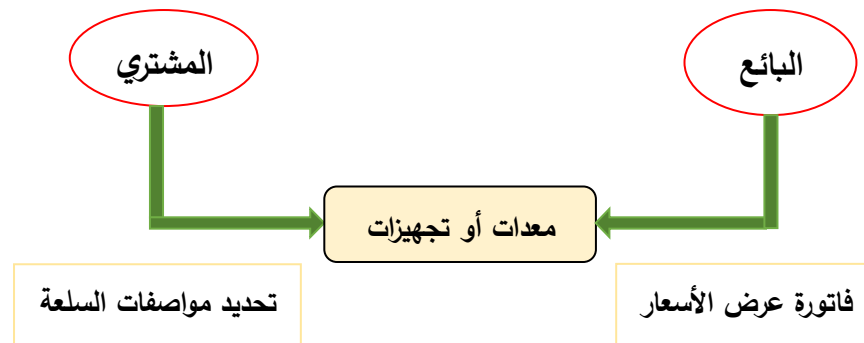 البائع
المشتري
معدات أو تجهيزات
فاتورة عرض الأسعار
تحديد مواصفات السلعة